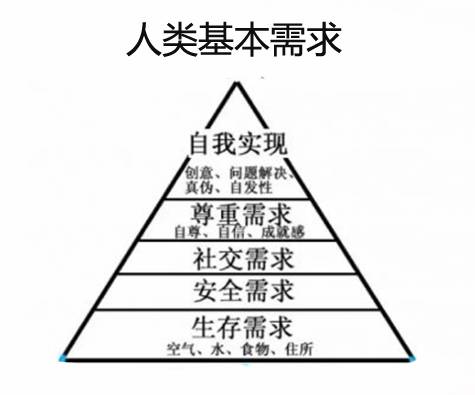 人类基本需求
自我实现
创意、问题解决、
真伪、自发性
尊重需求
自尊、自信、成就感
社交需求
安全需求
生存需求
空气、水、食物、住所